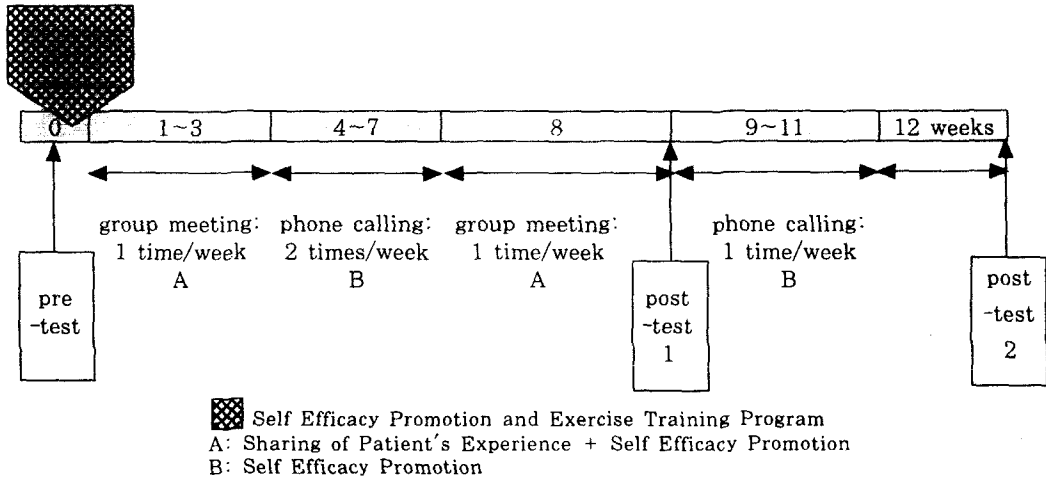 0 1~3 4~7 8 9~11 12 weeks
group meeting: phone calling: group meeting: phone calling:
1 time/week 2 times/week 1 time/week 1 time/week
A B A B
pre
-test
post
-test
1
post
-test
2
Self Efficacy Promotion and Exercise Training Program
A: Sharing of Patient's Experience + Self Efficacy Promotion
B: Self Efficacy Promotion